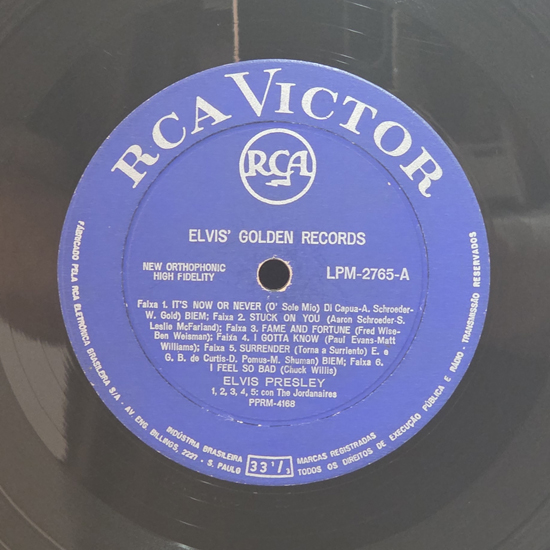 RCA VICTOR
RCA
ELVIS' GOLDEN RECORDS
NEW ORTHOPHONIC
HIGH FIDELITY
LPM-2765-A
Faixa 1. IT'S NOW OR NEVER (O' Sole Mio) Di Capua-A. Schroeder-
W. Gold) BIEM; Faixa 2. STUCK ON YOU (Aaron Schroeder-S.
Leslie McFarland); Faixa 3. FAME AND FORTUNE (Fred Wise-
Ben Weisman); Faixa 4. I GOTTA KNOW (Paul Evans-Matt
Williams); Faixa 5. SURRENDER (Torna a Surriento) E. e
G. B. de Curtis-D. Pomus-M. Shuman) BIEM; Faixa 6.
I FEEL SO BAD (Chuck Willis)
ELVIS PRESLEY
1, 2, 3, 4, 5: con The Jordanaires
PPRM-4168
FABRICADO PELA RCA ELETRÔNICA BRASILEIRA S/A - AV. ENG. BILLINGS, 2227 - S. PAULO
INDÚSTRIA BRASILEIRA
33 1/3
MARCAS REGISTRADAS
TODOS OS DIREITOS DE EXECUÇÃO PÚBLICA E RÁDIO - TRANSMISSÃO RESERVADOS